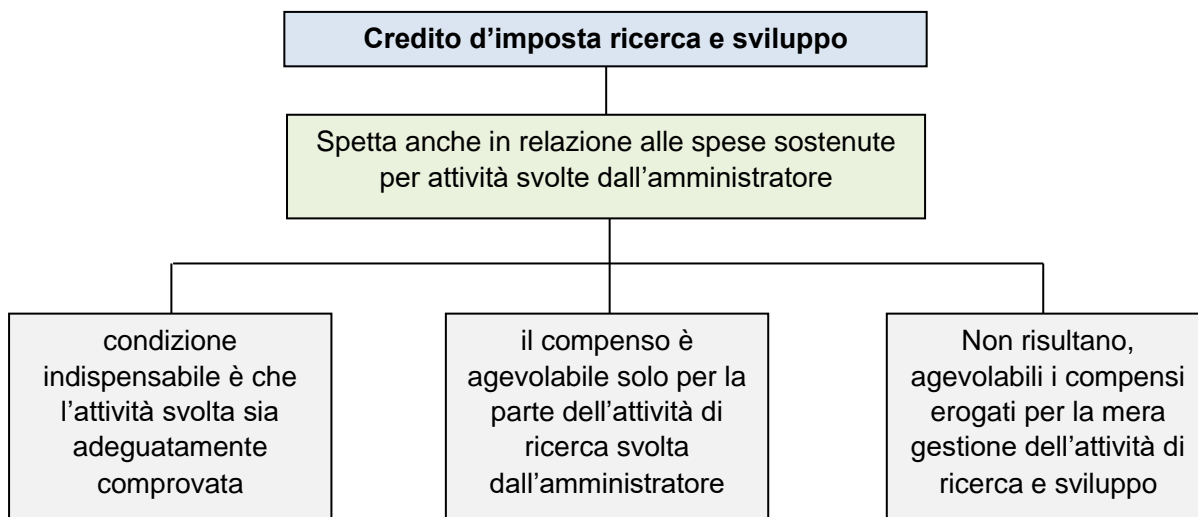 Credito d’imposta ricerca e sviluppo
Spetta anche in relazione alle spese sostenute
per attività svolte dall’amministratore
condizione
indispensabile è che
l’attività svolta sia
adeguatamente
comprovata
il compenso è
agevolabile solo per la
parte dell’attività di
ricerca svolta
dall’amministratore
Non risultano,
agevolabili i compensi
erogati per la mera
gestione dell’attività di
ricerca e sviluppo